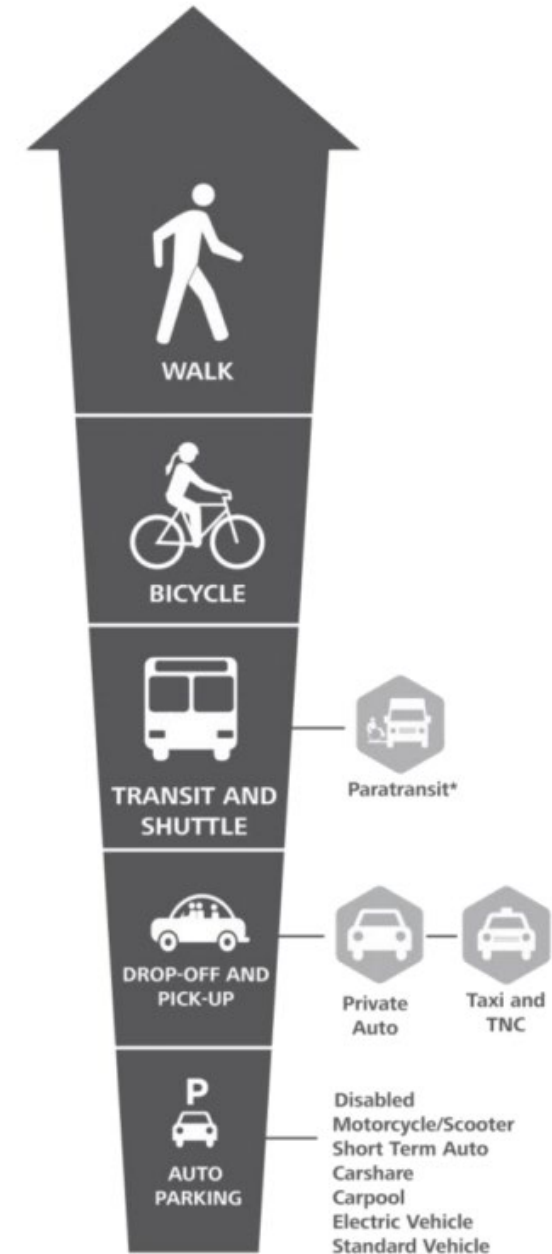 WALK
BICYCLE
TRANSIT AND
SHUTTLE
Paratransit*
DROP-OFF AND
PICK-UP
Private
Auto
Taxi and
TNC
P
AUTO
PARKING
Disabled
Motorcycle/Scooter
Short Term Auto
Carshare
Carpool
Electric Vehicle
Standard Vehicle